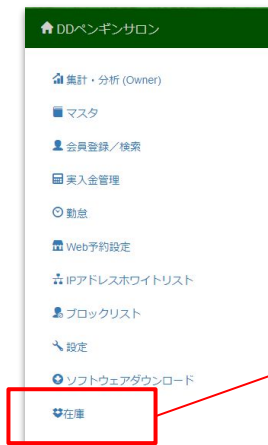 DDペンギンサロン
集計・分析 (Owner)
マスタ
会員登録／検索
実入金管理
勤怠
Web予約設定
IPアドレスホワイトリスト
ブロックリスト
設定
ソフトウェアダウンロード
在庫